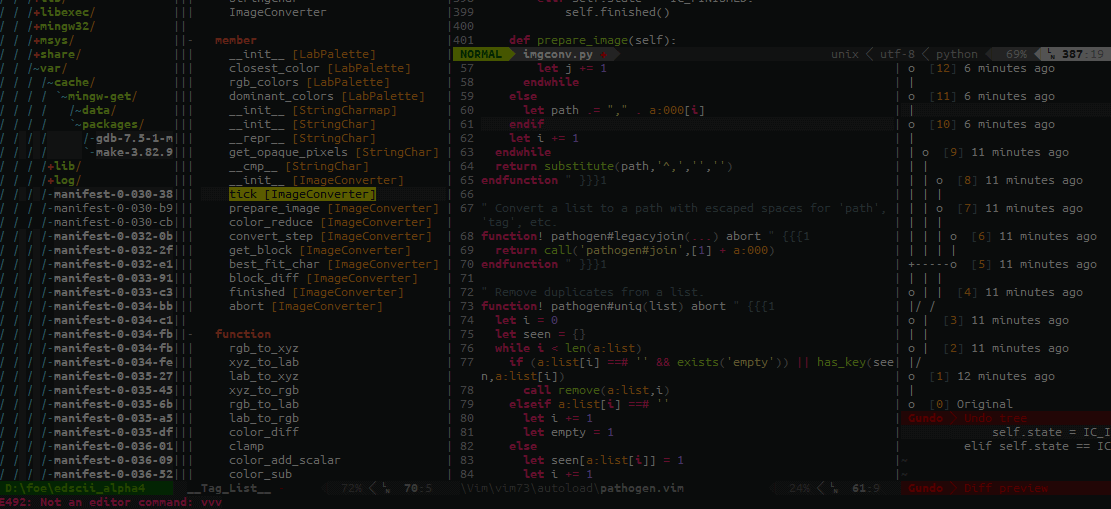 / / /+libexec/
/ / /+mingw32/
/ / /+msys/
/ / /+share/
/ / /~var/
/ / / /~cache/
/ / / / `~mingw-get/
/ / / /   /~data/
/ / / /   `~packages/
/ / / /     /-gdb-7.5-1-m
/ / / /     `-make-3.82.9
/ / / /+lib/
/ / / /+log/
/ / / / /-manifest-0-030-38
/ / / / /-manifest-0-030-b9
/ / / / /-manifest-0-030-cb
/ / / / /-manifest-0-032-0b
/ / / / /-manifest-0-032-2f
/ / / / /-manifest-0-032-e1
/ / / / /-manifest-0-033-91
/ / / / /-manifest-0-033-c3
/ / / / /-manifest-0-034-bb
/ / / / /-manifest-0-034-c1
/ / / / /-manifest-0-034-fb
/ / / / /-manifest-0-034-fb
/ / / / /-manifest-0-034-fe
/ / / / /-manifest-0-035-27
/ / / / /-manifest-0-035-45
/ / / / /-manifest-0-035-6b
/ / / / /-manifest-0-035-a5
/ / / / /-manifest-0-035-df
/ / / / /-manifest-0-036-01
/ / / / /-manifest-0-036-09
/ / / / /-manifest-0-036-52
D:\foe\edscii_alpha4
ImageConverter
member
__init__ [LabPalette]
closest_color [LabPalette]
rgb_colors [LabPalette]
dominant_colors [LabPalette]
__init__ [StringCharmap]
__init__ [StringChar]
__repr__ [StringChar]
get_opaque_pixels [StringChar]
__cmp__ [StringChar]
__init__ [ImageConverter]
tick [ImageConverter]
prepare_image [ImageConverter]
color_reduce [ImageConverter]
convert_step [ImageConverter]
get_block [ImageConverter]
best_fit_char [ImageConverter]
block_diff [ImageConverter]
finished [ImageConverter]
abort [ImageConverter]
function
rgb_to_xyz
xyz_to_lab
lab_to_xyz
xyz_to_rgb
rgb_to_lab
lab_to_rgb
color_diff
clamp
color_add_scalar
color_sub
__Tag_List__ 72% 70:5
399 self.finished()
400
401 def prepare_image(self):
NORMAL imgconv.py unix utf-8 python 69% 387:19
57 let j += 1
58 endwhile
59 else
60 let path .= "," . a:000[i]
61 endif
62 let i += 1
63 endwhile
64 return substitute(path,'^,','','')
65 endfunction " }}}1
66
67 " Convert a list to a path with escaped spaces for 'path',
'tag', etc.
68 function! pathogen#legacyjoin(...) abort " {{{1
69 return call('pathogen#join',[1] + a:000)
70 endfunction " }}}1
71
72 " Remove duplicates from a list.
73 function! pathogen#uniq(list) abort " {{{1
74 let i = 0
75 let seen = {}
76 while i < len(a:list)
77 if (a:list[i] ==# '' && exists('empty')) || has_key(see
n,a:list[i])
78 call remove(a:list,i)
79 elseif a:list[i] ==# ''
80 let i += 1
81 let empty = 1
82 else
83 let seen[a:list[i]] = 1
84 let i += 1
\Vim\vim73\autoload\pathogen.vim 24% 61:9
o [12] 6 minutes ago
|
o [11] 6 minutes ago
|
o [10] 6 minutes ago
|
| o [9] 11 minutes ago
| |
| | o [8] 11 minutes ago
| | |
| | o [7] 11 minutes ago
| | |
| | | o [6] 11 minutes ago
| | | |
+-----o [5] 11 minutes ago
| | |
o | | [4] 11 minutes ago
|/ /
o | [3] 11 minutes ago
| |
o | [2] 11 minutes ago
|/
o [1] 12 minutes ago
|
o [0] Original
Gundo Undo tree
self.state = IC_I
elif self.state == IC
~
~
Gundo Diff preview
E492: Not an editor command: vvv